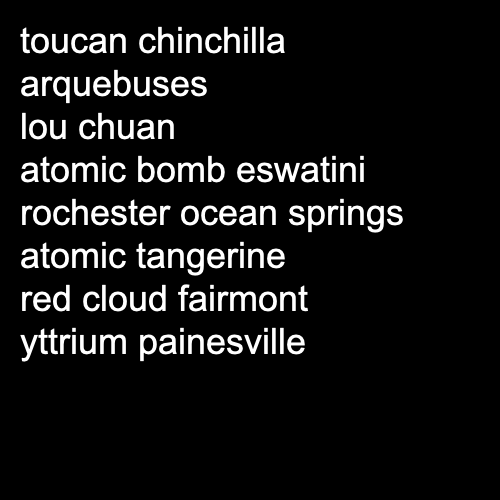 toucan chinchilla
arquebuses
lou chuan
atomic bomb eswatini
rochester ocean springs
atomic tangerine
red cloud fairmont
yttrium painesville